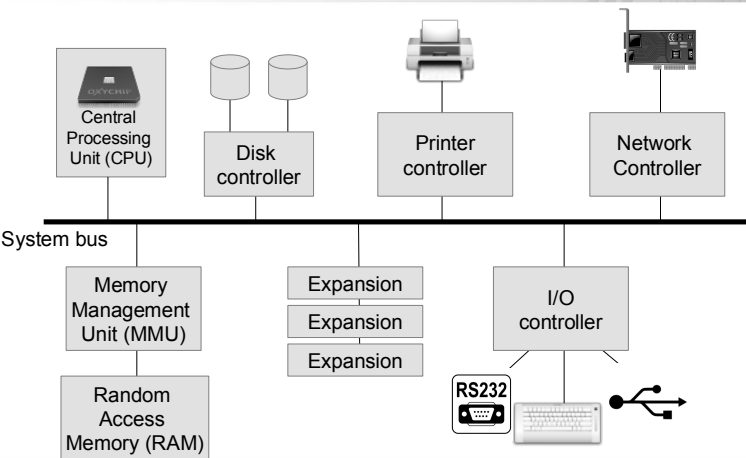 OXYCHIP
Central
Processing
Unit (CPU)
Disk
controller
Printer
controller
Network
Controller
System bus
Memory
Management
Unit (MMU)
Expansion
Expansion
Expansion
I/O
controller
Random
Access
Memory (RAM)
RS232